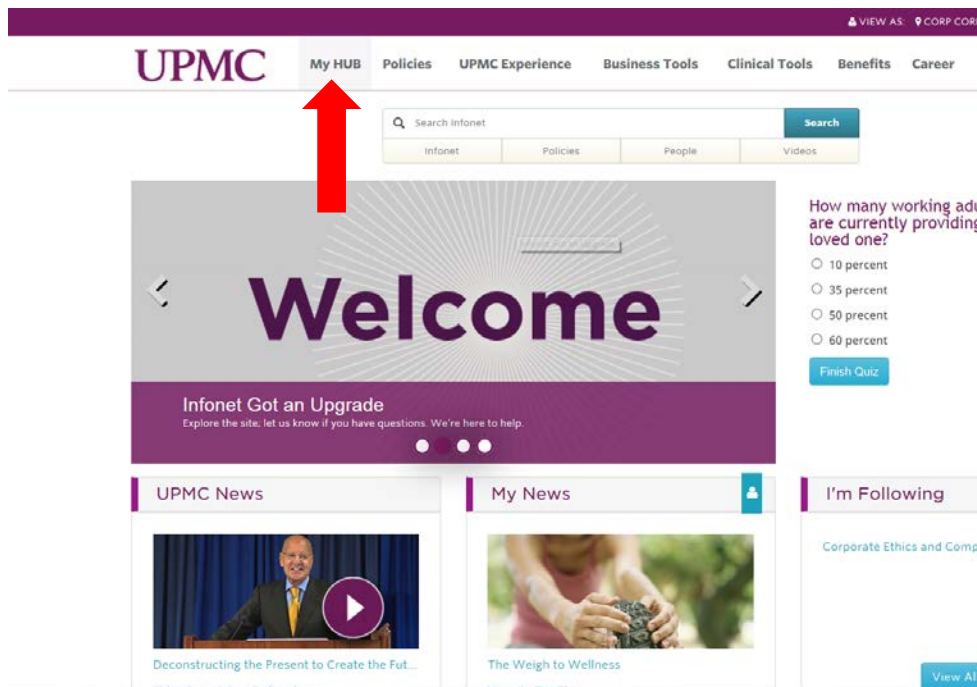 VIEW AS: CORP COR
UPMC
My HUB Policies UPMC Experience Business Tools Clinical Tools Benefits Career
Search Infonet Search
Infonet Policies People Videos
How many working adu
are currently providing
loved one?
10 percent
35 percent
50 precent
60 percent
Finish Quiz
Welcome
Infonet Got an Upgrade
Explore the site; let us know if you have questions. We're here to help.
UPMC News
My News
I'm Following
Corporate Ethics and Comp
Deconstructing the Present to Create the Fut...
The Weigh to Wellness
View Al